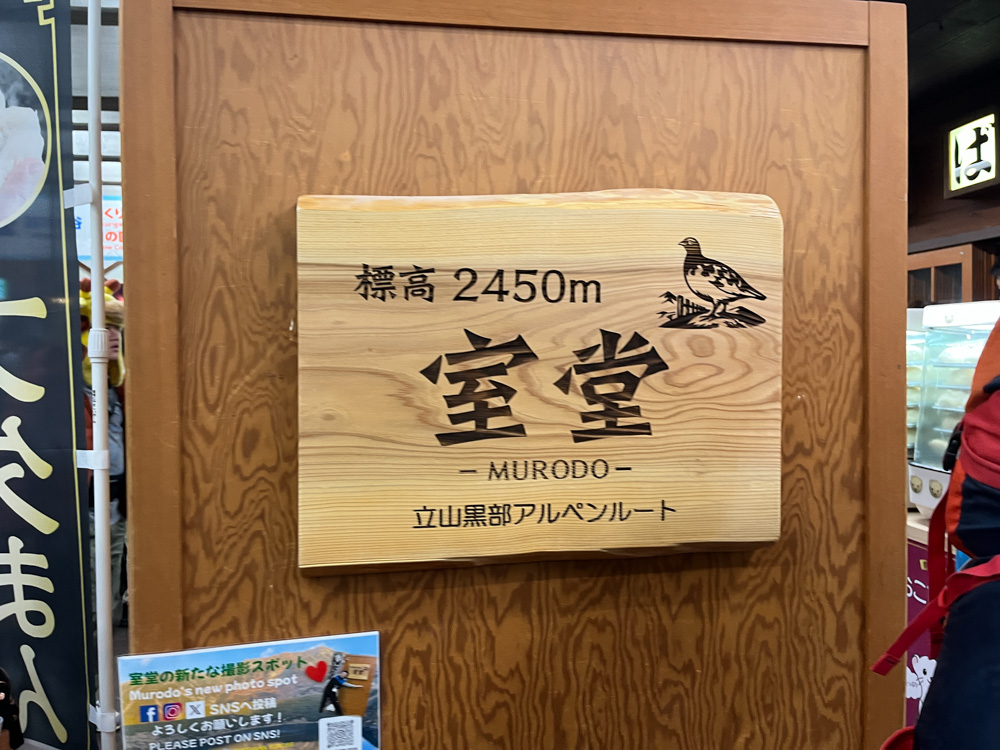 標高 2450m
室堂
－MURODO－
立山黒部アルペンルート
室堂の新たな撮影スポット
Murodo's new photo spot
SNSへ投稿
よろしくお願いします！
PLEASE POST ON SNS!
ば